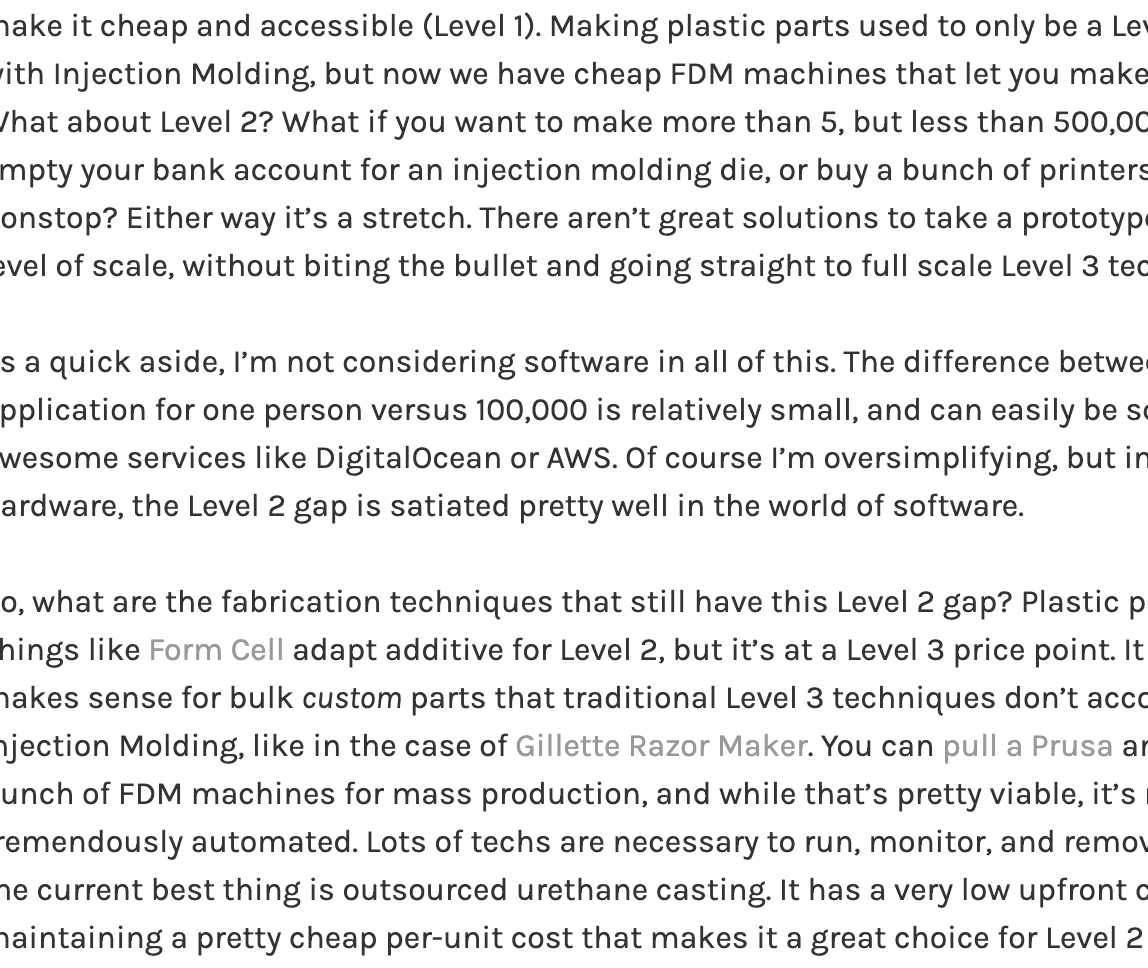 make it cheap and accessible (Level 1). Making plastic parts used to only be a Lev
with Injection Molding, but now we have cheap FDM machines that let you make
What about Level 2? What if you want to make more than 5, but less than 500,00
mpty your bank account for an injection molding die, or buy a bunch of printers
onstop? Either way it’s a stretch. There aren’t great solutions to take a prototype
evel of scale, without biting the bullet and going straight to full scale Level 3 tec
s a quick aside, I’m not considering software in all of this. The difference betwee
pplication for one person versus 100,000 is relatively small, and can easily be so
wesome services like DigitalOcean or AWS. Of course I’m oversimplifying, but in
ardware, the Level 2 gap is satiated pretty well in the world of software.
o, what are the fabrication techniques that still have this Level 2 gap? Plastic p
hings like Form Cell adapt additive for Level 2, but it’s at a Level 3 price point. It
makes sense for bulk custom parts that traditional Level 3 techniques don’t acco
njection Molding, like in the case of Gillette Razor Maker. You can pull a Prusa an
unch of FDM machines for mass production, and while that’s pretty viable, it’s
remendously automated. Lots of techs are necessary to run, monitor, and remov
he current best thing is outsourced urethane casting. It has a very low upfront c
maintaining a pretty cheap per-unit cost that makes it a great choice for Level 2